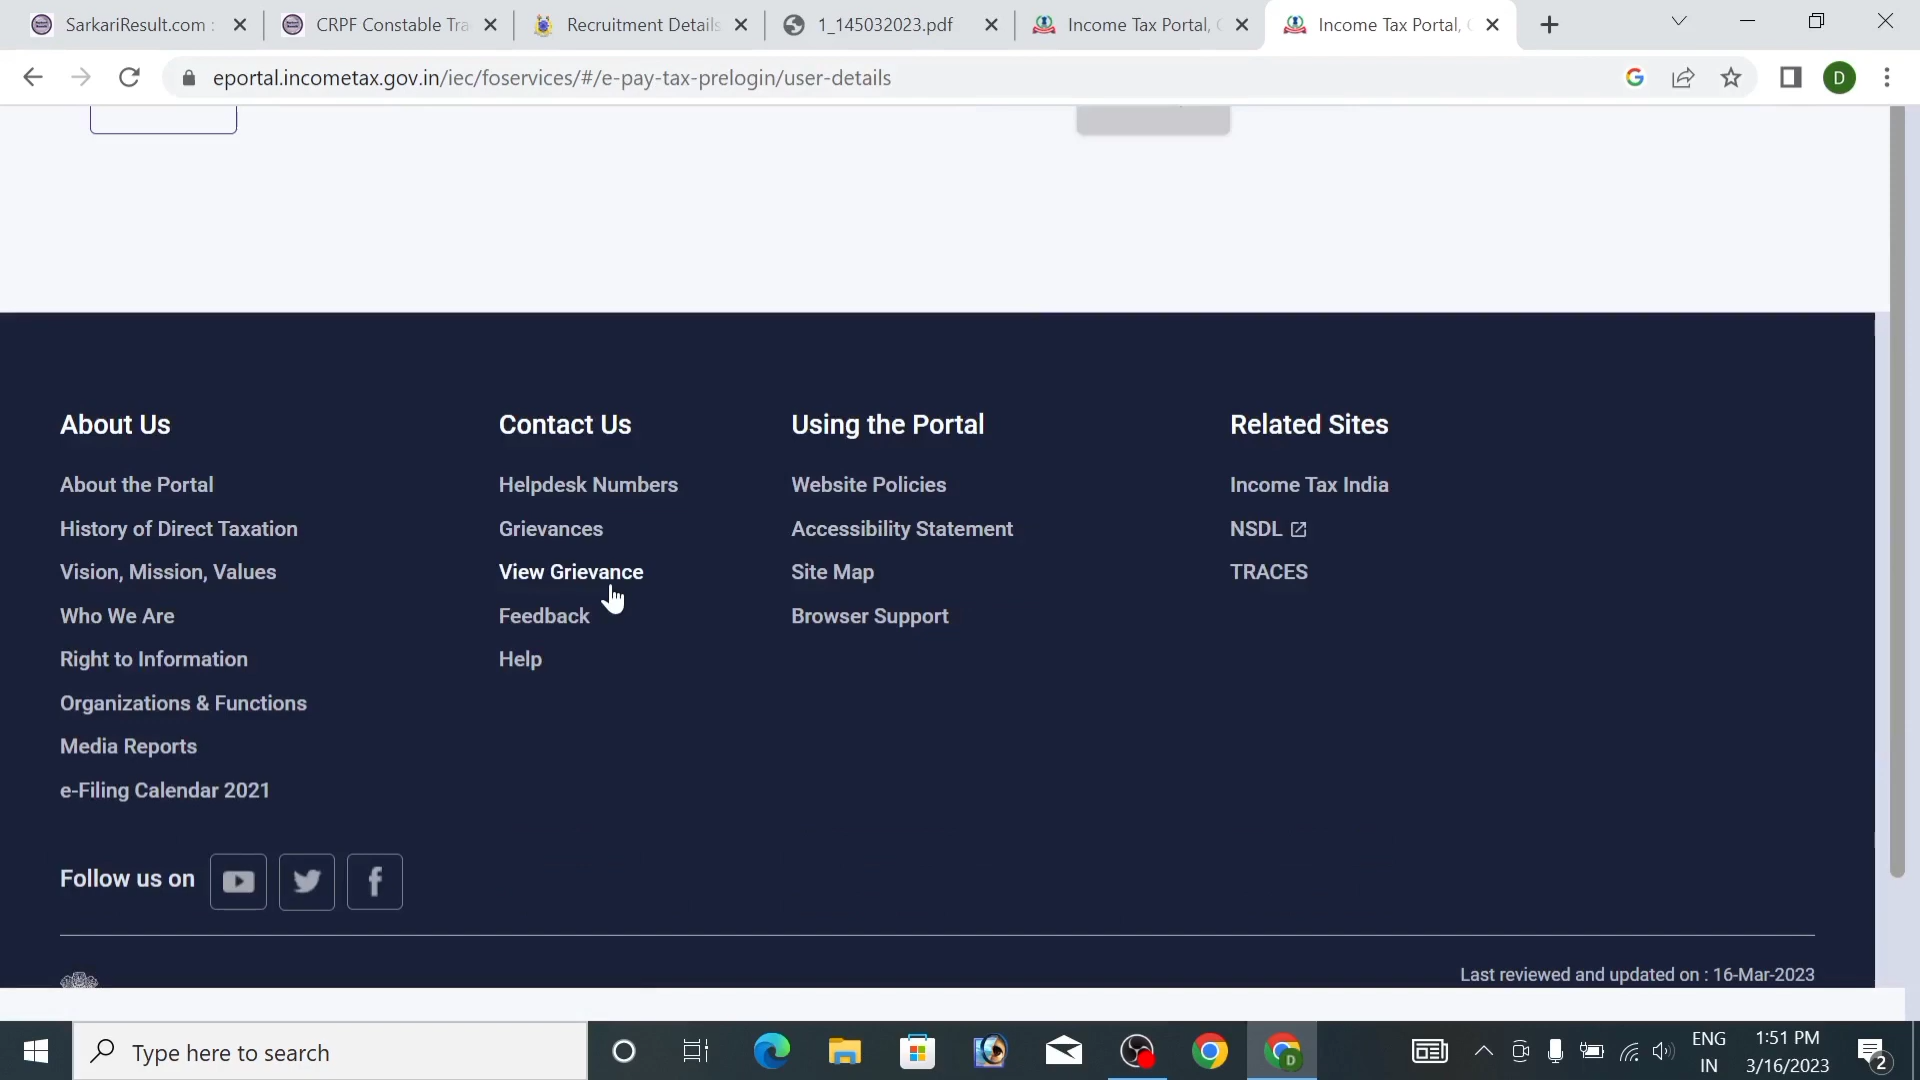 SarkariResult.com :
CRPF Constable Tra
Recruitment Details
1_145032023.pdf
Income Tax Portal, G
Income Tax Portal, G
eportal.incometax.gov.in/iec/foservices/#/e-pay-tax-prelogin/user-details
D
About Us
About the Portal
History of Direct Taxation
Vision, Mission, Values
Who We Are
Right to Information
Organizations & Functions
Media Reports
e-Filing Calendar 2021
Contact Us
Helpdesk Numbers
Grievances
View Grievance
Feedback
Help
Using the Portal
Website Policies
Accessibility Statement
Site Map
Browser Support
Related Sites
Income Tax India
NSDL
TRACES
Follow us on
Last reviewed and updated on : 16-Mar-2023
Type here to search
D
ENG
IN
1:51 PM
3/16/2023
2